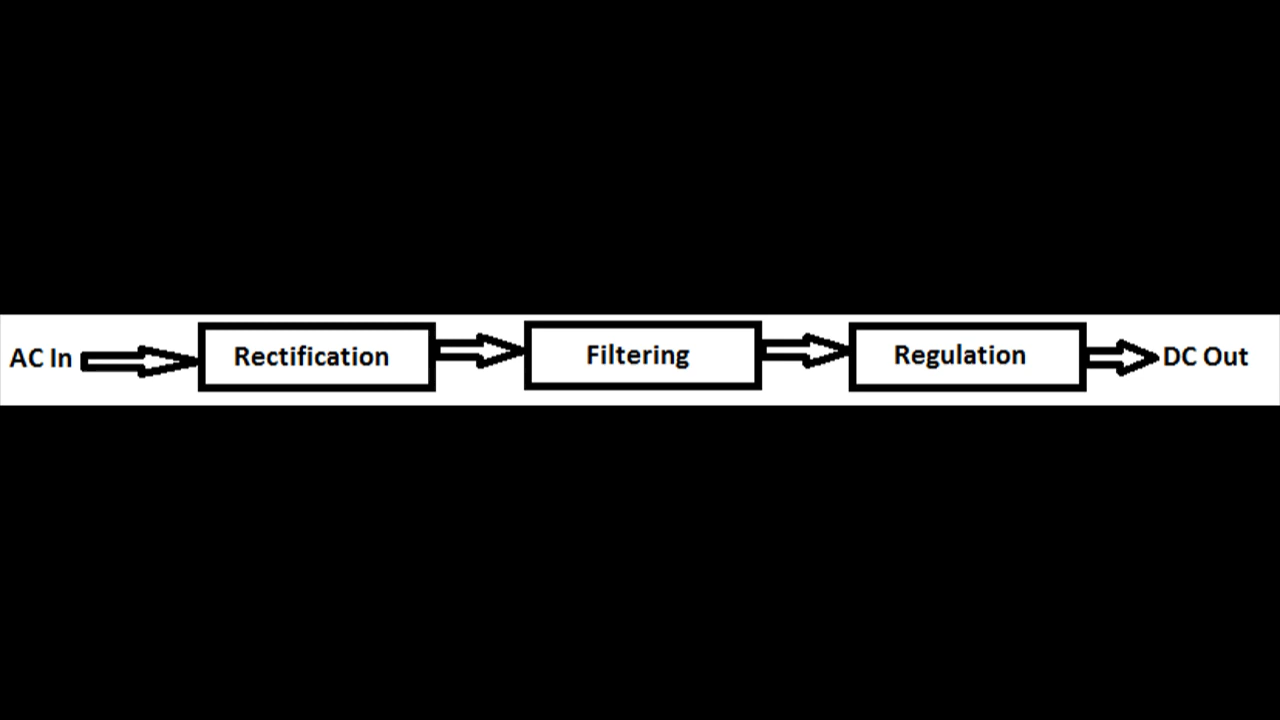 AC In
Rectification
Filtering
Regulation
DC Out